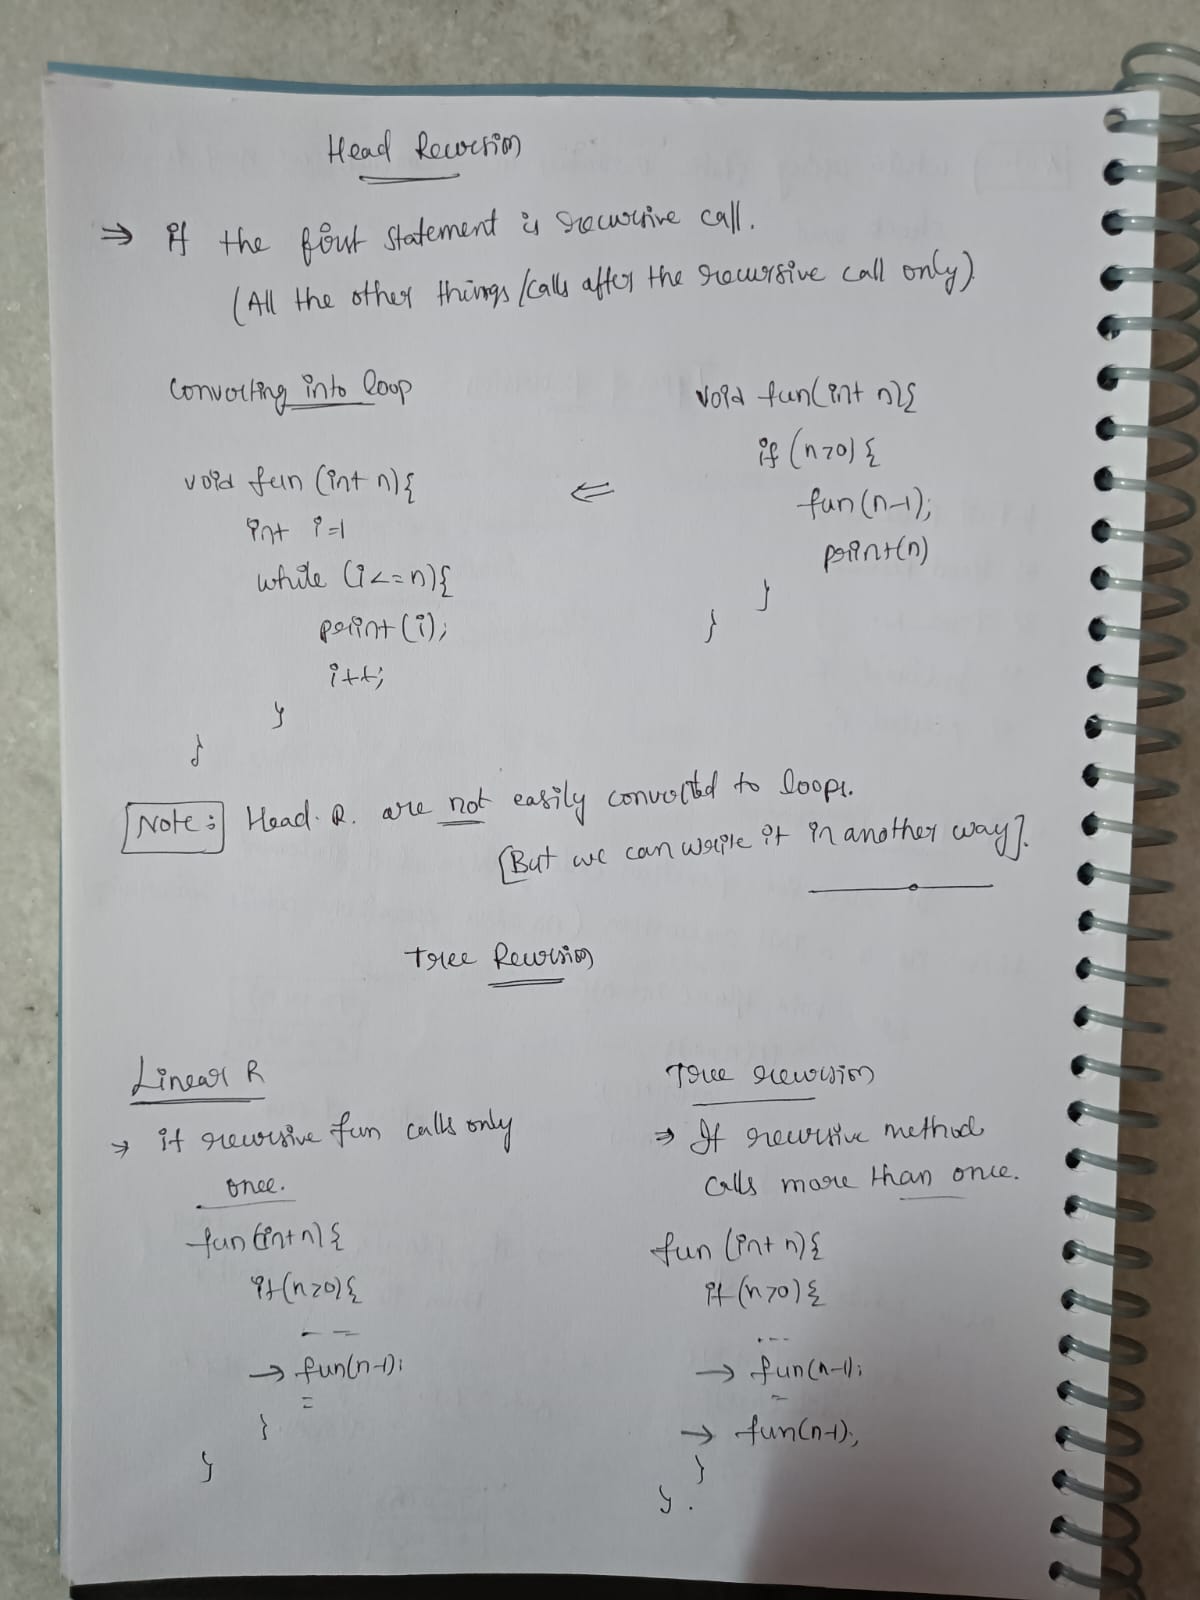 Head Recursion
⇒ if the first statement is recursive call.
(All the other things/calls after the recursive call only).
Converting into loop
void fun (int n){
int i=1
while (i<=n){
print(i);
i++;
}
}
⇐
void fun(int n){
if (n>0) {
fun(n-1);
print(n)
}
}
Note: Head. R. are not easily converted to loops.
[But we can write it in another way].
Tree Recursion
Linear R
→ if recursive fun calls only
once.
fun(int n){
if(n>0){
-- --
→ fun(n-1);
=
}
}
Tree recursion
⇒ If recursive method
calls more than once.
fun (int n){
if (n>0) {
...
→ fun(n-1);
=
→ fun(n-1);
}
}.